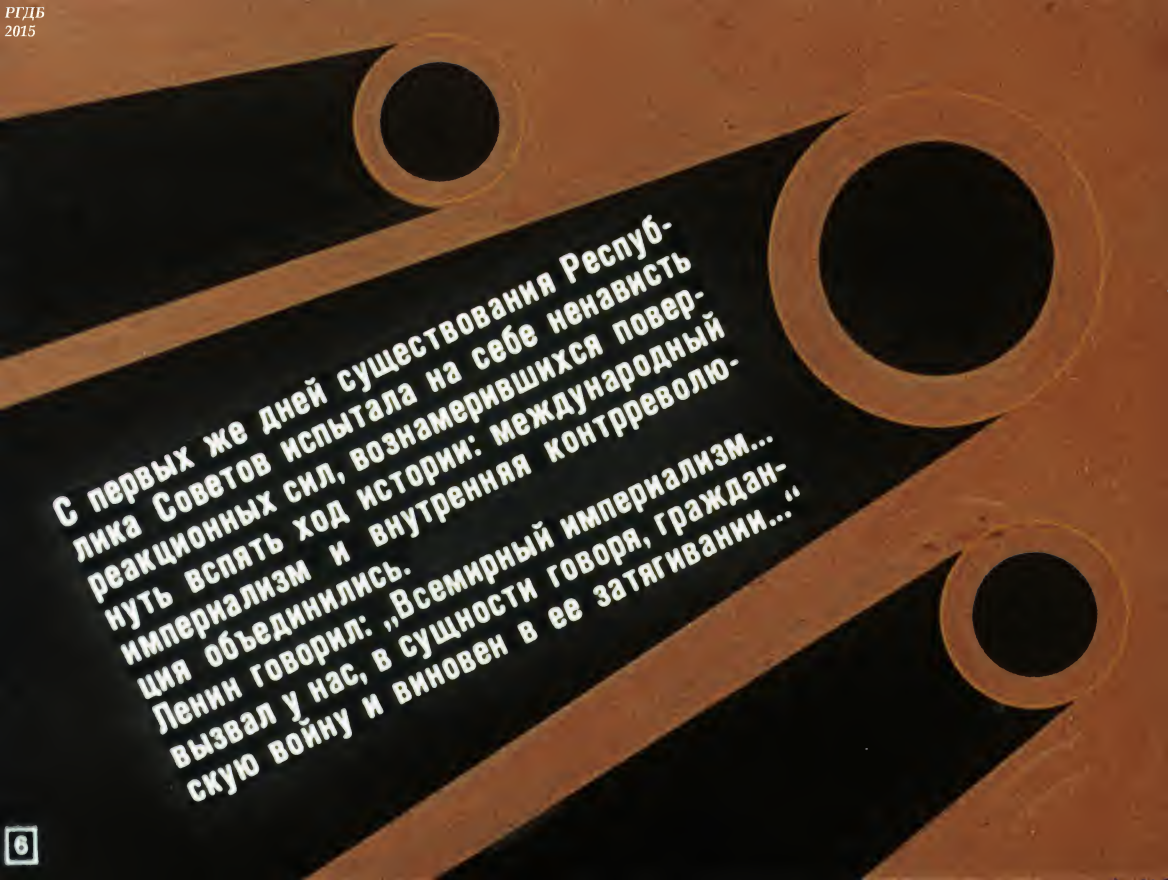 РГДБ
2015
С первых же дней существования Респуб-
лика Советов испытала на себе ненависть
реакционных сил, вознамерившихся повер-
нуть вспять ход истории: международный
империализм и внутренняя контрреволю-
ция объединились.
Ленин говорил: „Всемирный империализм...
вызвал у нас, в сущности говоря, граждан-
скую войну и виновен в ее затягивании...“
6